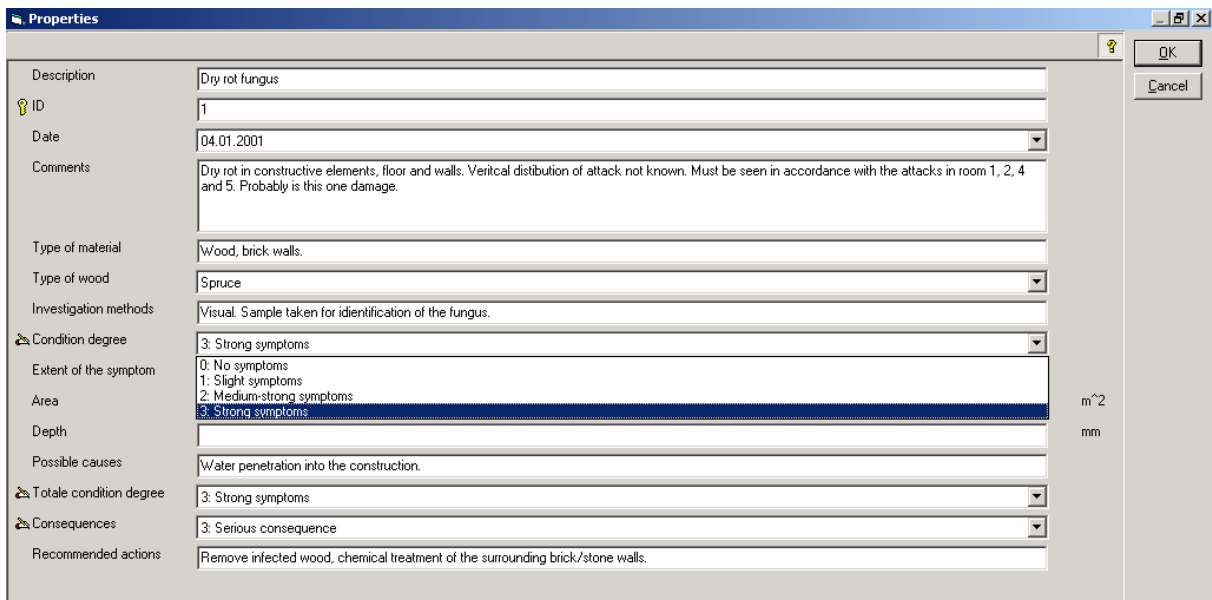 Properties
OK
Cancel
Description
Dry rot fungus
ID
1
Date
04.01.2001
Comments
Dry rot in constructive elements, floor and walls. Veritcal distibution of attack not known. Must be seen in accordance with the attacks in room 1, 2, 4
and 5. Probably is this one damage.
Type of material
Wood, brick walls.
Type of wood
Spruce
Investigation methods
Visual. Sample taken for idientification of the fungus.
Condition degree
3: Strong symptoms
0: No symptoms
1: Slight symptoms
2: Medium-strong symptoms
3: Strong symptoms
Extent of the symptom
Area
m^2
Depth
mm
Possible causes
Water penetration into the construction.
Totale condition degree
3: Strong symptoms
Consequences
3: Serious consequence
Recommended actions
Remove infected wood, chemical treatment of the surrounding brick/stone walls.